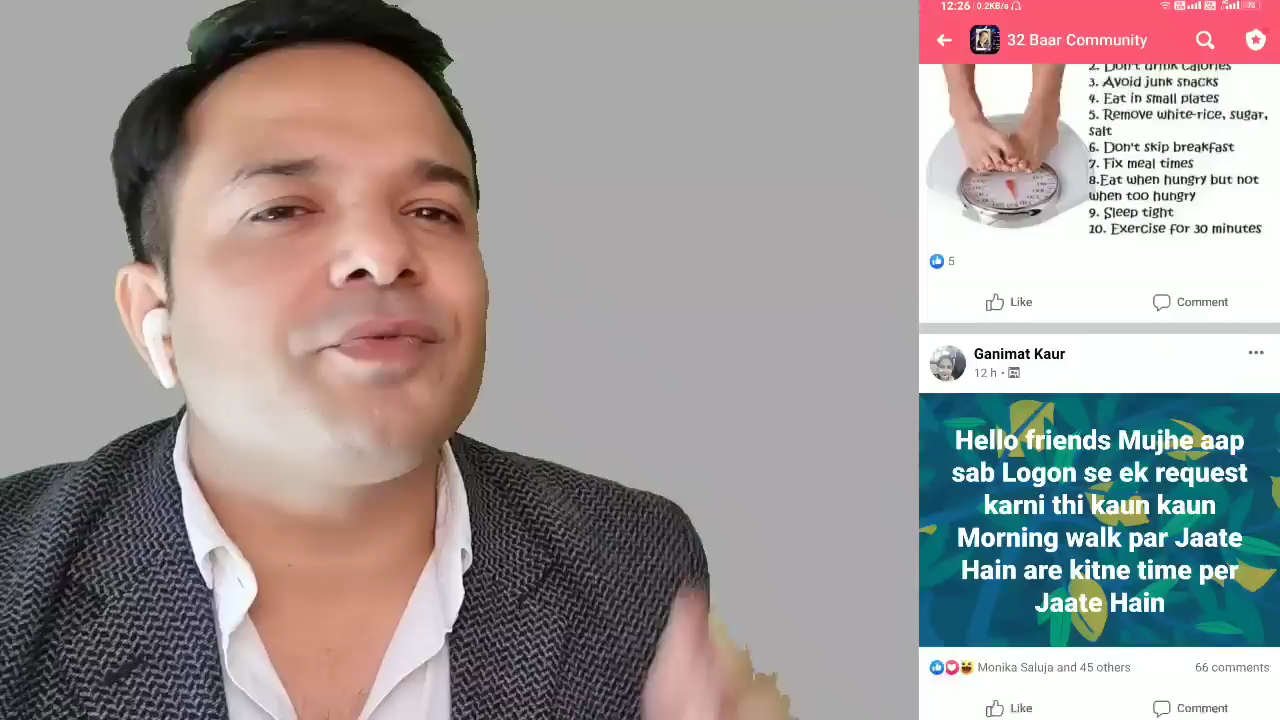 12:26 0.2KB/s
32 Baar Community
2. Don't drink calories
3. Avoid junk snacks
4. Eat in small plates
5. Remove white-rice, sugar,
salt
6. Don't skip breakfast
7. Fix meal times
8.Eat when hungry but not
when too hungry
9. Sleep tight
10. Exercise for 30 minutes
5
Like Comment
Ganimat Kaur
12 h
Hello friends Mujhe aap
sab Logon se ek request
karni thi kaun kaun
Morning walk par Jaate
Hain are kitne time per
Jaate Hain
Monika Saluja and 45 others 66 comments
Like Comment